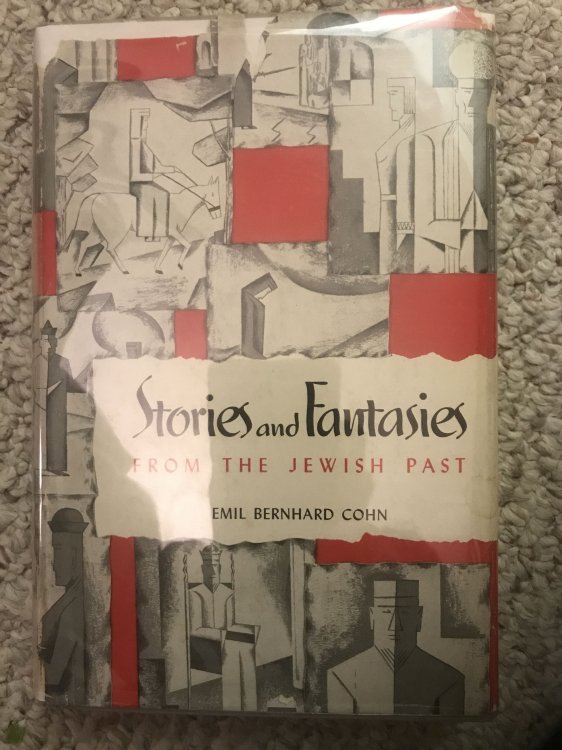 Stories and Fantasies
FROM THE JEWISH PAST
EMIL BERNHARD COHN